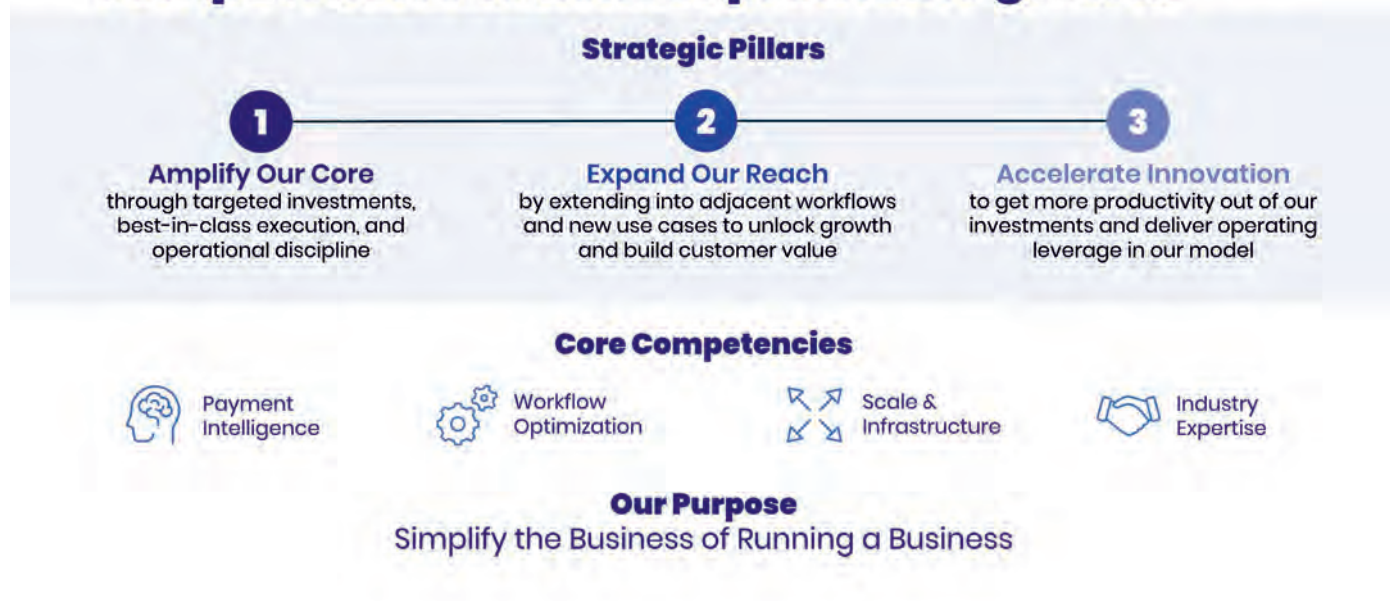 Strategic Pillars
1
2
3
Amplify Our Core
through targeted investments,
best-in-class execution, and
operational discipline
Expand Our Reach
by extending into adjacent workflows
and new use cases to unlock growth
and build customer value
Accelerate Innovation
to get more productivity out of our
investments and deliver operating
leverage in our model
Core Competencies
Payment
Intelligence
Workflow
Optimization
Scale &
Infrastructure
Industry
Expertise
Our Purpose
Simplify the Business of Running a Business